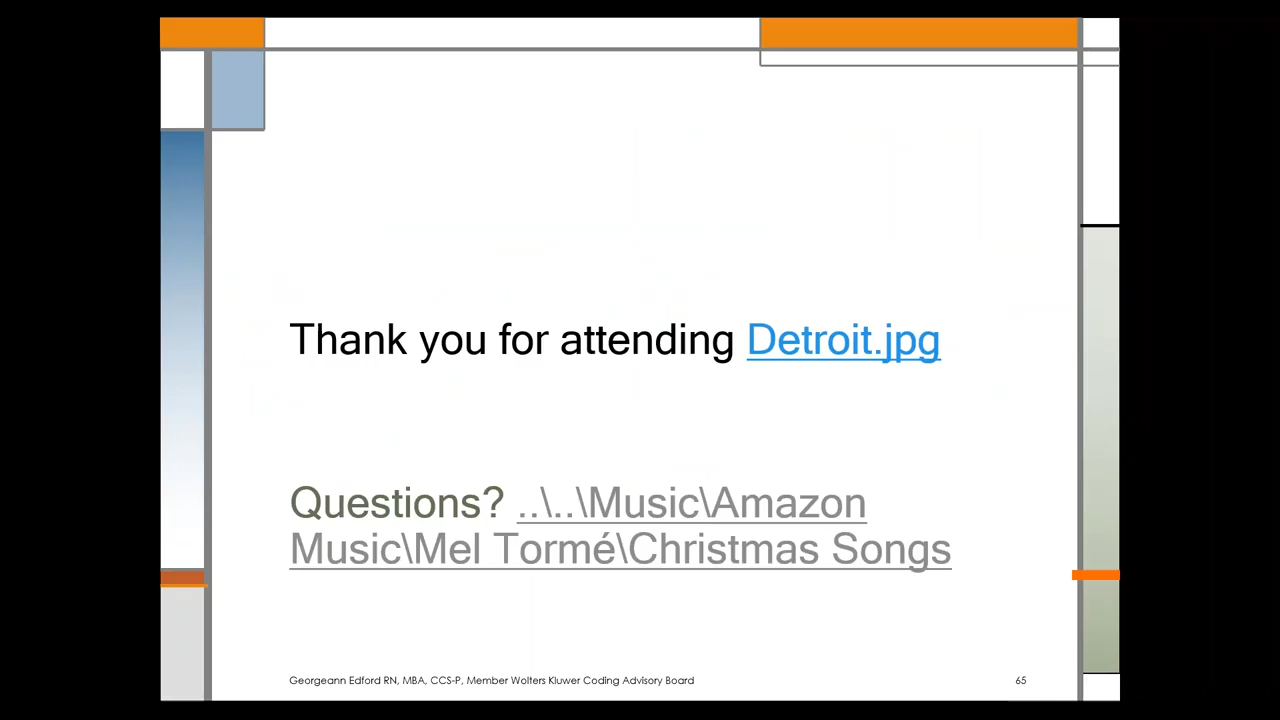 Thank you for attending Detroit.jpg
Questions? ..\..\Music\Amazon
Music\Mel Tormé\Christmas Songs
Georgeann Edford RN, MBA, CCS-P, Member Wolters Kluwer Coding Advisory Board 65